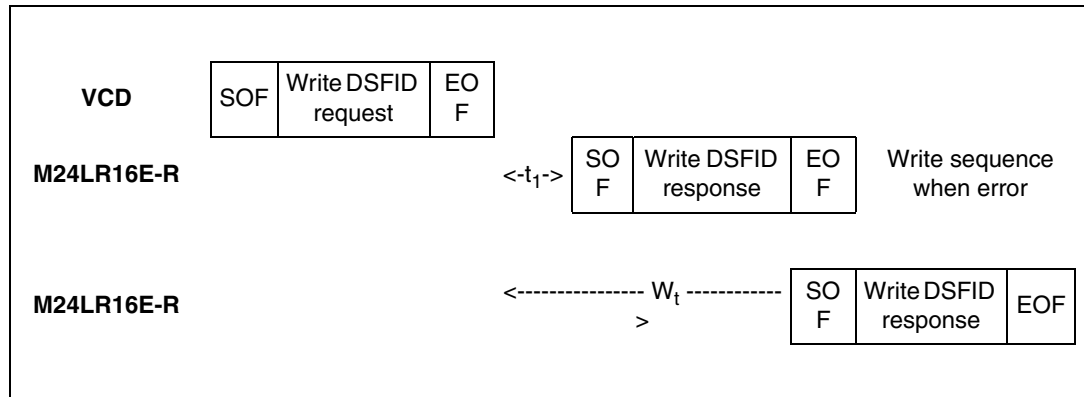 VCD SOF Write DSFID request EO F
M24LR16E-R <-t1-> SO F Write DSFID response EO F Write sequence when error
M24LR16E-R <---------------- Wt ------------ > SO F Write DSFID response EOF